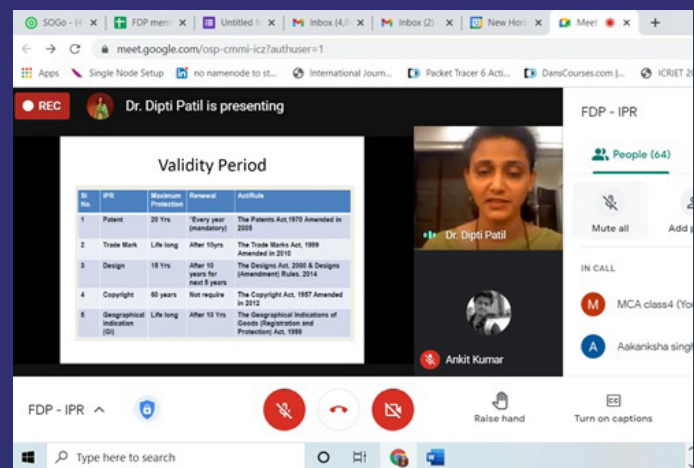 SOGo - (4
FDP mem
Untitled f
Inbox (4,8
Inbox (2)
New Hori
Meet
meet.google.com/osp-cmmi-icz?authuser=1
Apps
Single Node Setup
no namenode to st...
International Journ...
Packet Tracer 6 Acti...
DansCourses.com |...
ICRIET 20
REC
Dr. Dipti Patil is presenting
FDP - IPR
People (64)
Mute all
Add p
IN CALL
M MCA class4 (You
A Aakanksha singh
Validity Period
Sl No. IPR Maximum Protection Renewal Act/Rule
1 Patent 20 Yrs "Every year (mandatory) The Patents Act,1970 Amended in 2005
2 Trade Mark Life long After 10yrs The Trade Marks Act, 1999 Amended in 2010
3 Design 15 Yrs After 10 years for next 5 years The Designs Act, 2000 & Designs (Amendment) Rules, 2014
4 Copyright 60 years Not require The Copyright Act, 1957 Amended in 2012
5 Geographical Indication (GI) Life long After 10 Yrs The Geographical Indications of Goods (Registration and Protection) Act, 1999
Dr. Dipti Patil
Ankit Kumar
FDP - IPR
Raise hand
Turn on captions
Type here to search